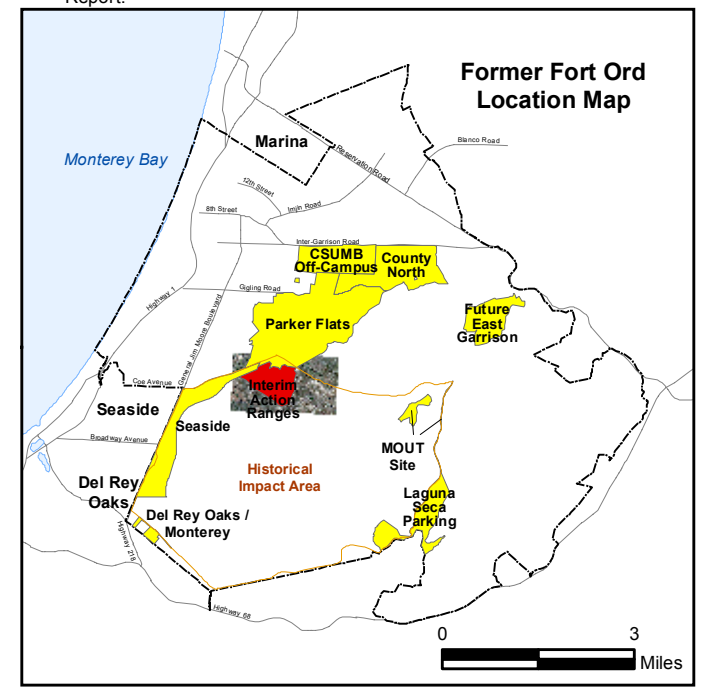 Report.
Former Fort Ord
Location Map
Marina
Monterey Bay
Blanco Road
Reservation Road
12th Street
Imjin Road
8th Street
Inter-Garrison Road
CSUMB
Off-Campus
County
North
Gigling Road
Highway 1
General Jim Moore Boulevard
Parker Flats
Future
East
Garrison
Coe Avenue
Interim
Action
Ranges
Seaside
Seaside
Broadway Avenue
MOUT
Site
Historical
Impact Area
Del Rey
Oaks
Laguna
Seca
Parking
Del Rey Oaks /
Monterey
Highway 218
Highway 68
0 3
Miles